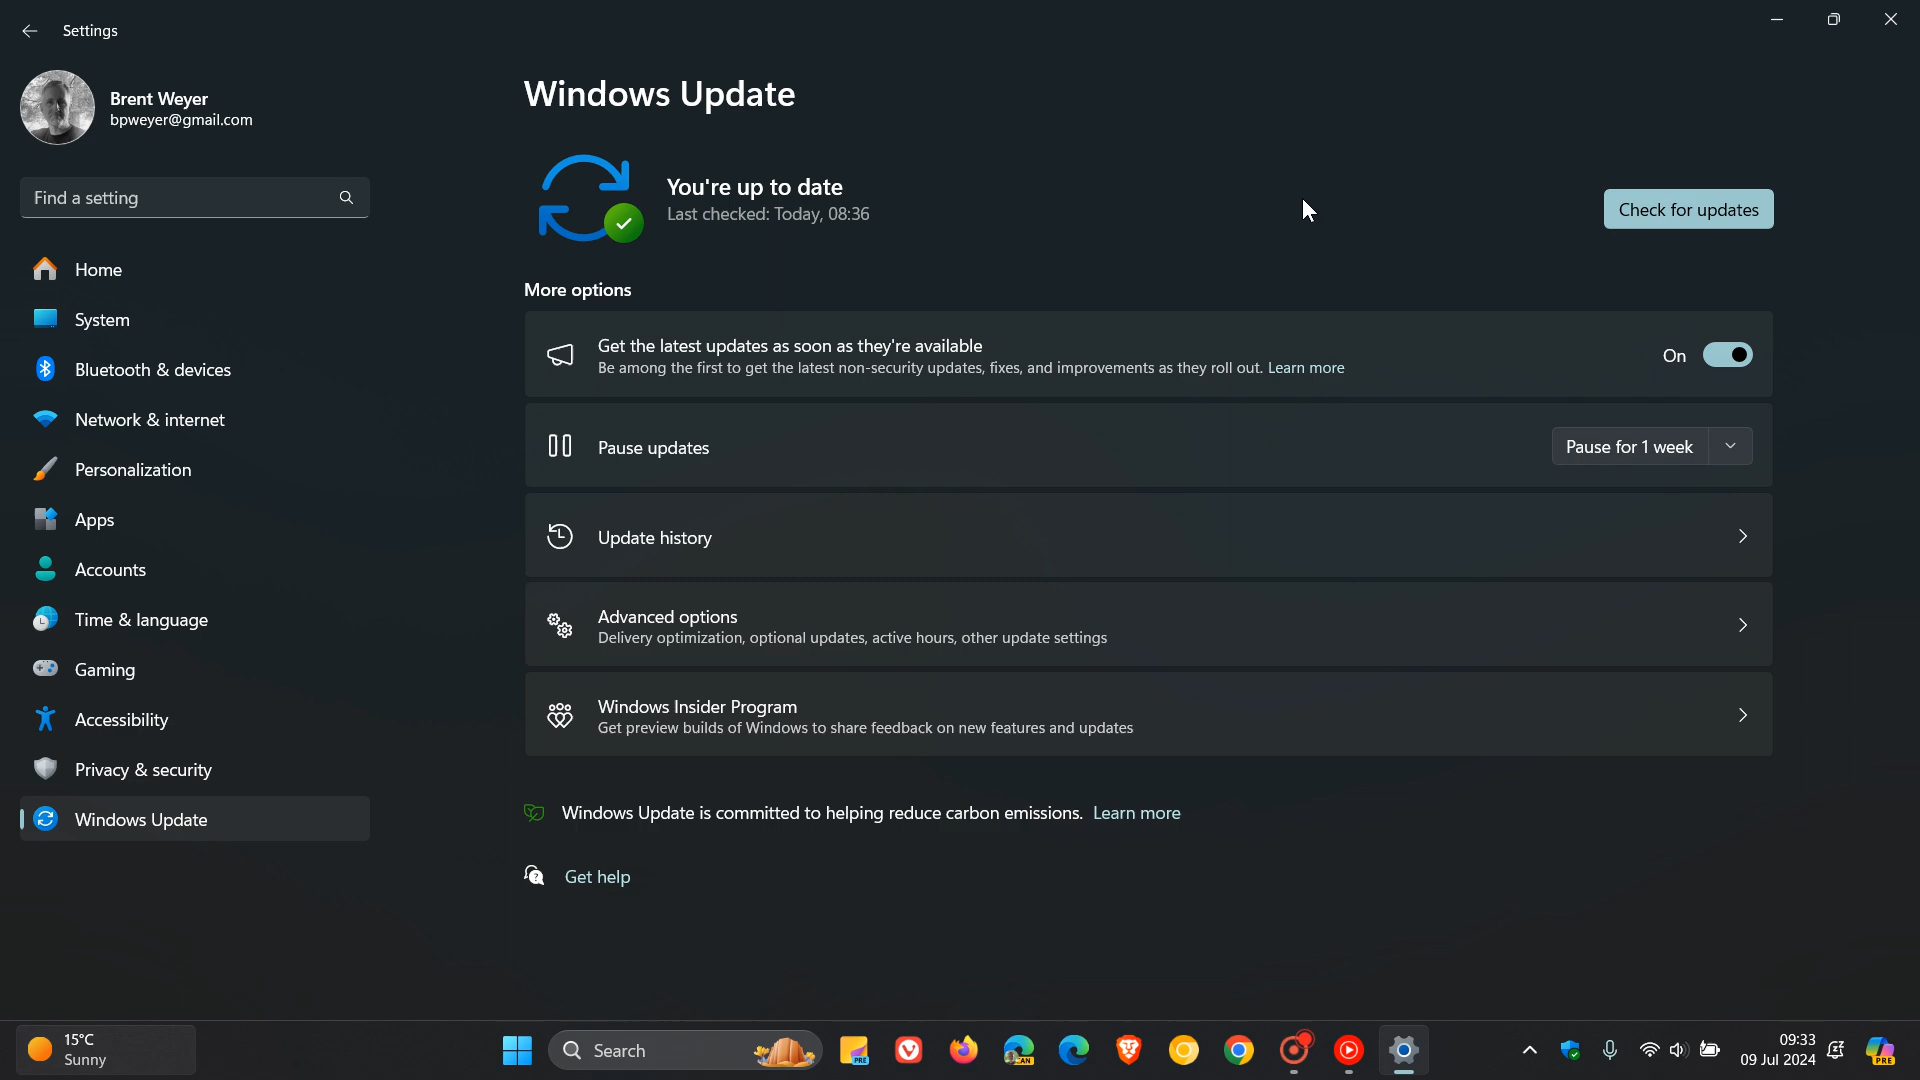 Settings
Brent Weyer
bpweyer@gmail.com
Find a setting
Home
System
Bluetooth & devices
Network & internet
Personalization
Apps
Accounts
Time & language
Gaming
Accessibility
Privacy & security
Windows Update
Windows Update
You're up to date
Last checked: Today, 08:36
Check for updates
More options
Get the latest updates as soon as they're available
Be among the first to get the latest non-security updates, fixes, and improvements as they roll out. Learn more
On
Pause updates
Pause for 1 week
Update history
Advanced options
Delivery optimization, optional updates, active hours, other update settings
Windows Insider Program
Get preview builds of Windows to share feedback on new features and updates
Windows Update is committed to helping reduce carbon emissions. Learn more
Get help
15°C
Sunny
Search
PRE
CAN
09:33
09 Jul 2024
PRE